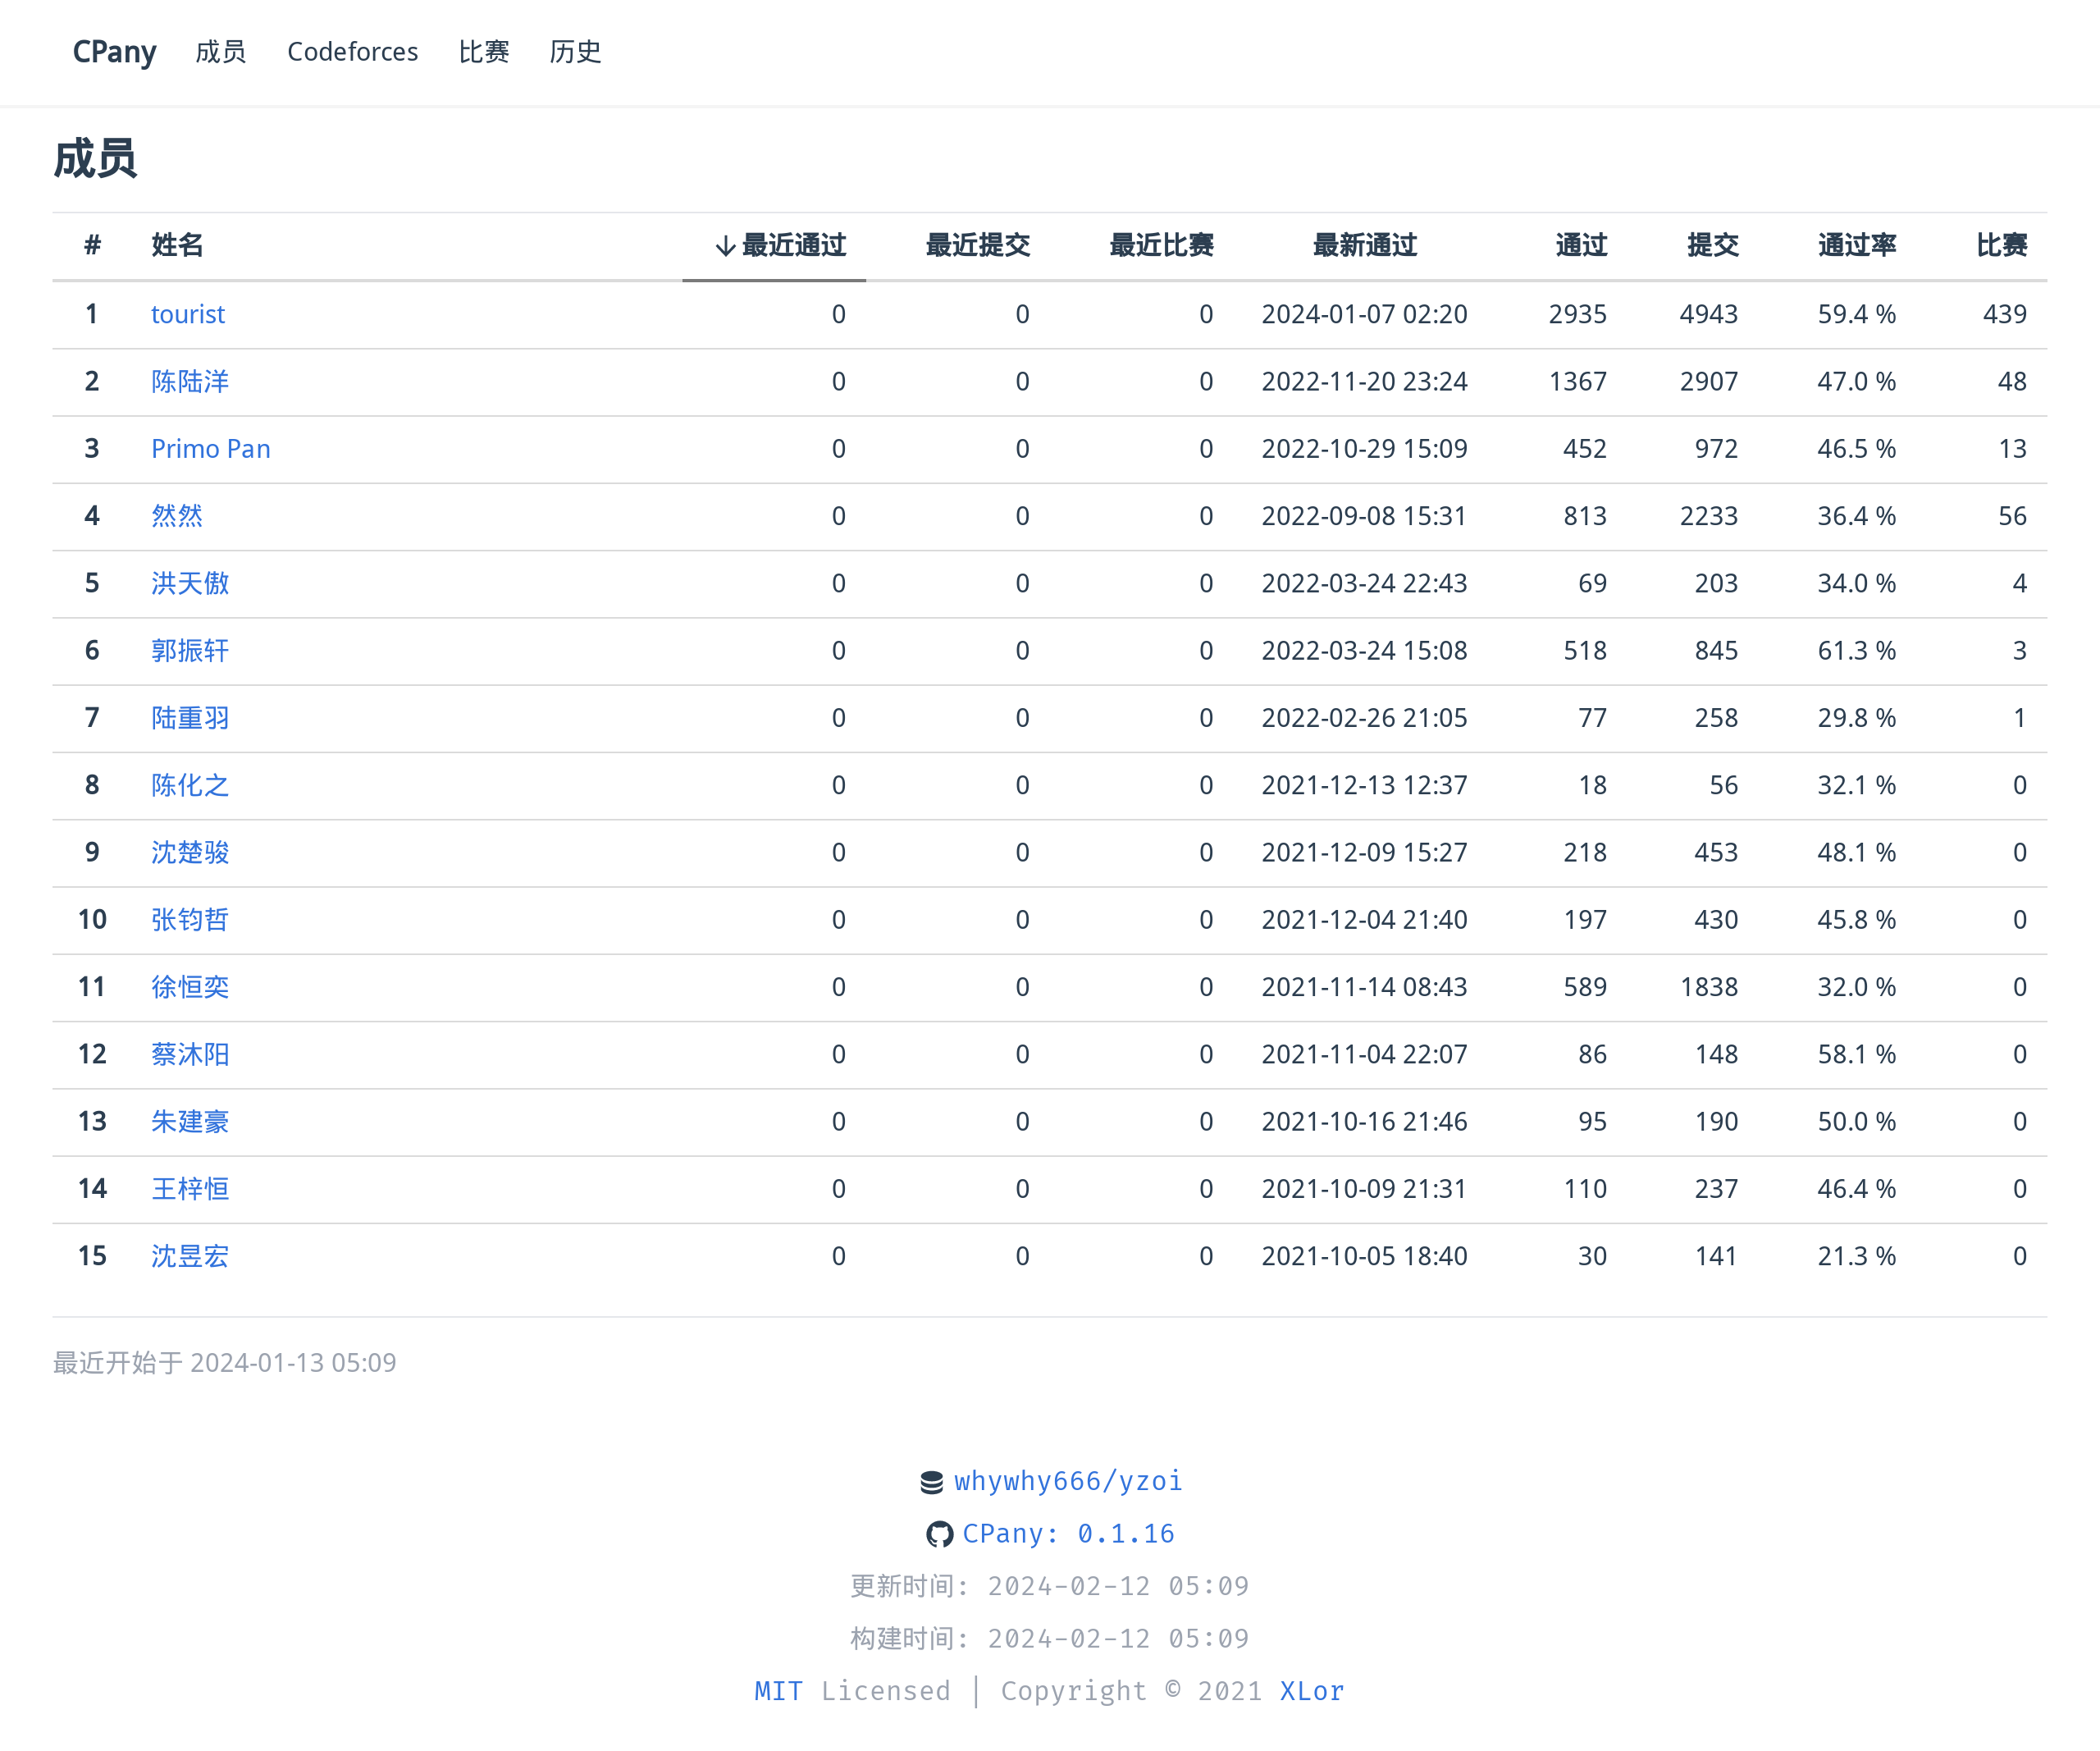 CPany 成员 Codeforces 比赛 历史
成员
# 姓名 ↓最近通过 最近提交 最近比赛 最新通过 通过 提交 通过率 比赛
1 tourist 0 0 0 2024-01-07 02:20 2935 4943 59.4 % 439
2 陈陆洋 0 0 0 2022-11-20 23:24 1367 2907 47.0 % 48
3 Primo Pan 0 0 0 2022-10-29 15:09 452 972 46.5 % 13
4 然然 0 0 0 2022-09-08 15:31 813 2233 36.4 % 56
5 洪天傲 0 0 0 2022-03-24 22:43 69 203 34.0 % 4
6 郭振轩 0 0 0 2022-03-24 15:08 518 845 61.3 % 3
7 陆重羽 0 0 0 2022-02-26 21:05 77 258 29.8 % 1
8 陈化之 0 0 0 2021-12-13 12:37 18 56 32.1 % 0
9 沈楚骏 0 0 0 2021-12-09 15:27 218 453 48.1 % 0
10 张钧哲 0 0 0 2021-12-04 21:40 197 430 45.8 % 0
11 徐恒奕 0 0 0 2021-11-14 08:43 589 1838 32.0 % 0
12 蔡沐阳 0 0 0 2021-11-04 22:07 86 148 58.1 % 0
13 朱建豪 0 0 0 2021-10-16 21:46 95 190 50.0 % 0
14 王梓恒 0 0 0 2021-10-09 21:31 110 237 46.4 % 0
15 沈昱宏 0 0 0 2021-10-05 18:40 30 141 21.3 % 0
最近开始于 2024-01-13 05:09
whywhy666/yzoi
CPany: 0.1.16
更新时间: 2024-02-12 05:09
构建时间: 2024-02-12 05:09
MIT Licensed | Copyright © 2021 XLor